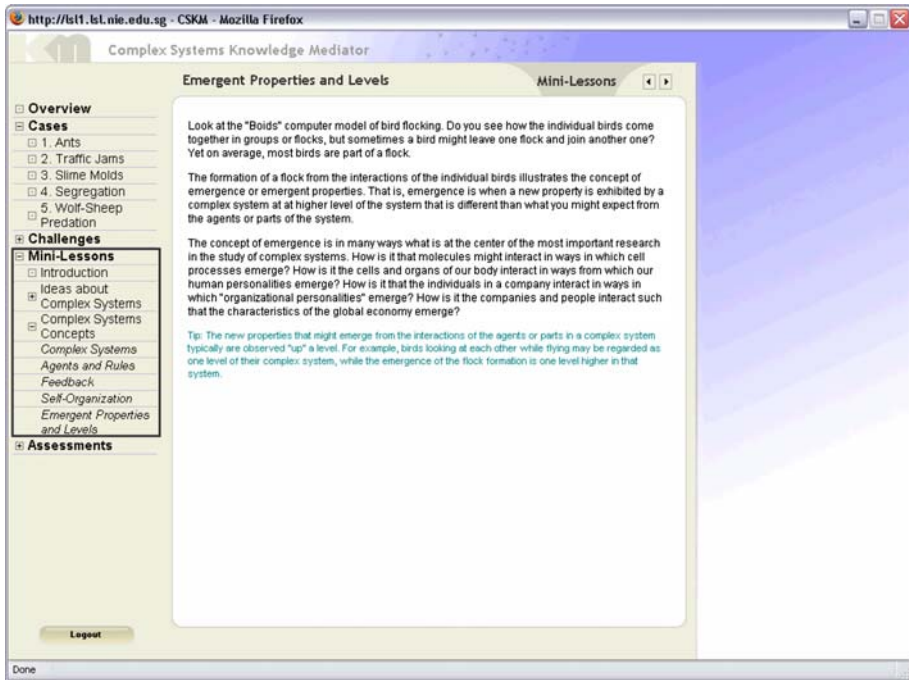 http://lsl1.lsl.nie.edu.sg - CSKM - Mozilla Firefox
km Complex Systems Knowledge Mediator
Emergent Properties and Levels
Mini-Lessons
Overview
Cases
1. Ants
2. Traffic Jams
3. Slime Molds
4. Segregation
5. Wolf-Sheep
Predation
Challenges
Mini-Lessons
Introduction
Ideas about
Complex Systems
Complex Systems
Concepts
Complex Systems
Agents and Rules
Feedback
Self-Organization
Emergent Properties
and Levels
Assessments
Logout
Look at the "Boids" computer model of bird flocking. Do you see how the individual birds come
together in groups or flocks, but sometimes a bird might leave one flock and join another one?
Yet on average, most birds are part of a flock.
The formation of a flock from the interactions of the individual birds illustrates the concept of
emergence or emergent properties. That is, emergence is when a new property is exhibited by a
complex system at at higher level of the system that is different than what you might expect from
the agents or parts of the system.
The concept of emergence is in many ways what is at the center of the most important research
in the study of complex systems. How is it that molecules might interact in ways in which cell
processes emerge? How is it the cells and organs of our body interact in ways from which our
human personalities emerge? How is it that the individuals in a company interact in ways in
which "organizational personalities" emerge? How is it the companies and people interact such
that the characteristics of the global economy emerge?
Tip: The new properties that might emerge from the interactions of the agents or parts in a complex system
typically are observed "up" a level. For example, birds looking at each other while flying may be regarded as
one level of their complex system, while the emergence of the flock formation is one level higher in that
system.
Done